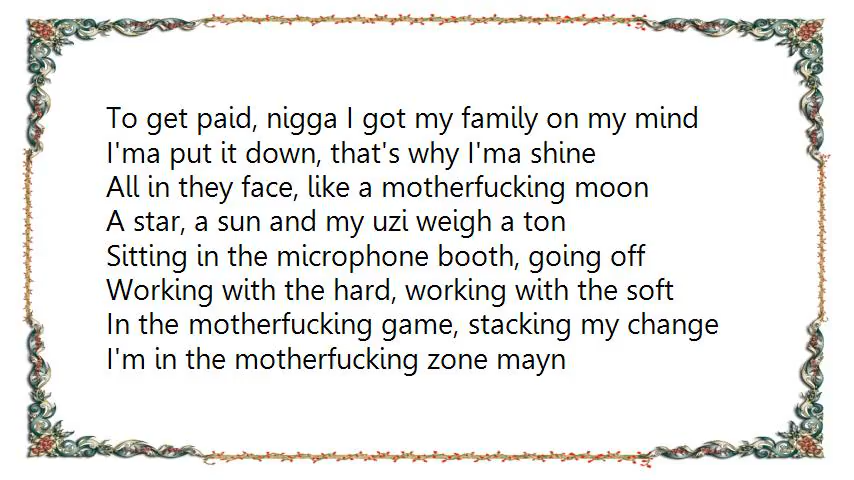 To get paid, nigga I got my family on my mind
I'ma put it down, that's why I'ma shine
All in they face, like a motherfucking moon
A star, a sun and my uzi weigh a ton
Sitting in the microphone booth, going off
Working with the hard, working with the soft
In the motherfucking game, stacking my change
I'm in the motherfucking zone mayn